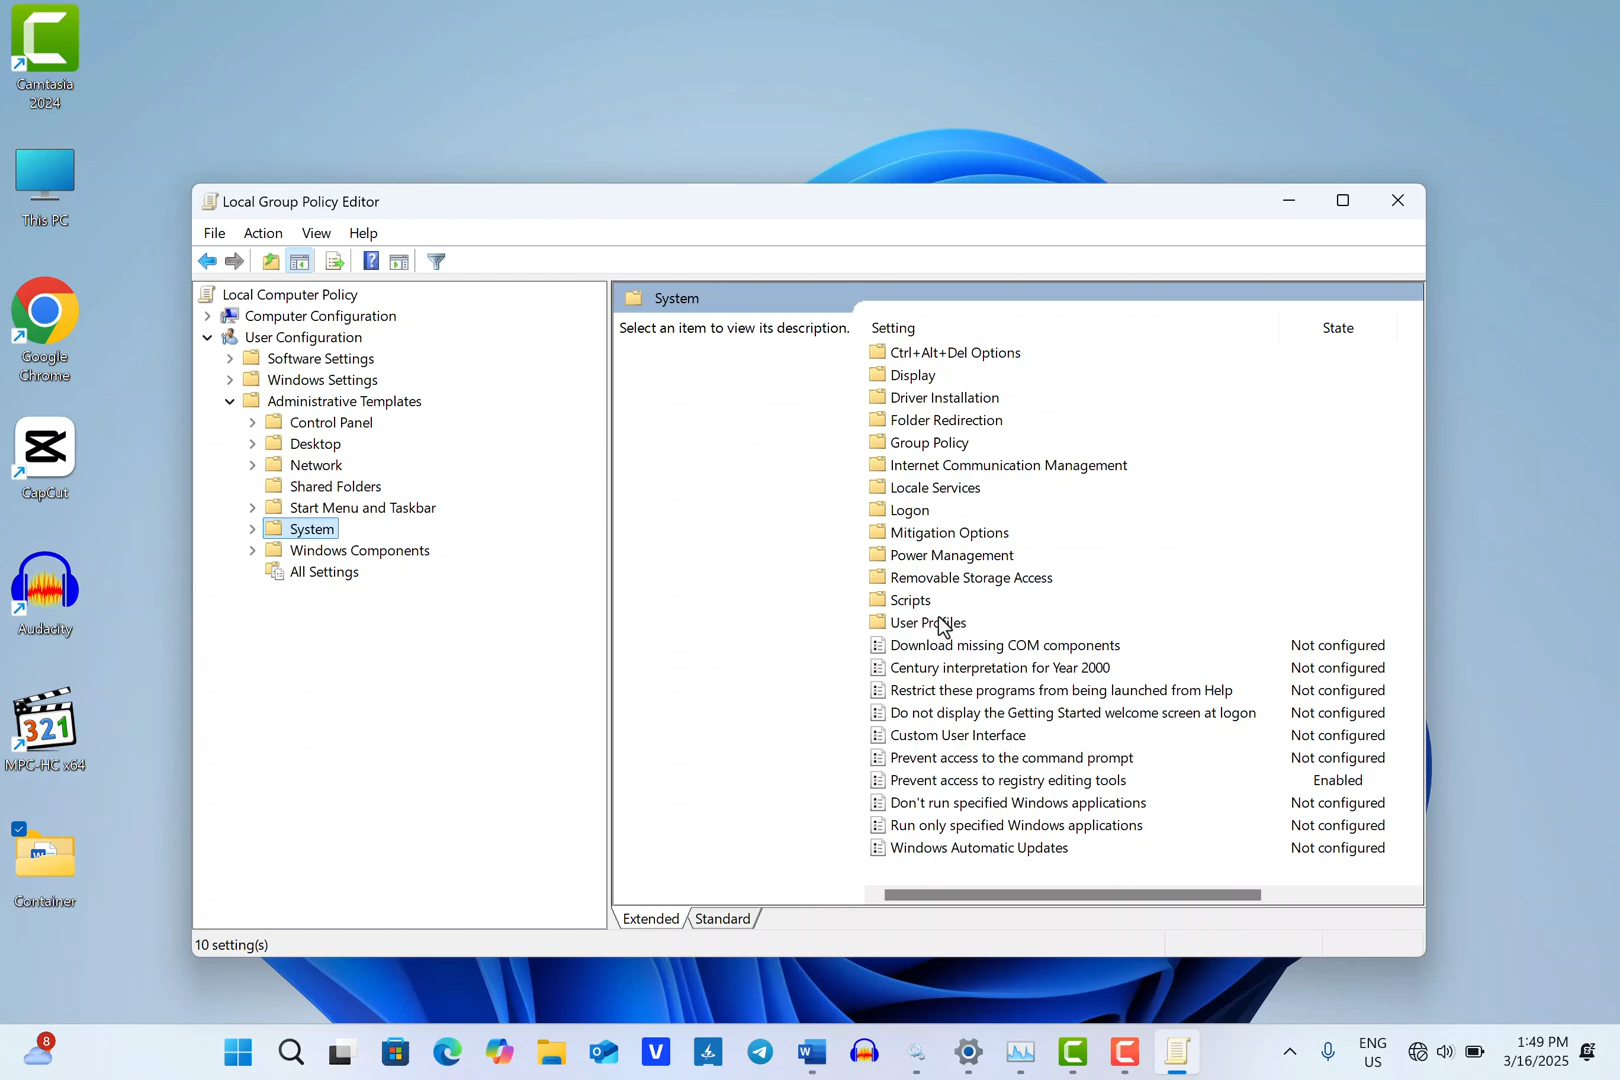 Camtasia
2024
This PC
Google
Chrome
CapCut
Audacity
321
MPC-HC x64
W
Container
Local Group Policy Editor
File Action View Help
Local Computer Policy
Computer Configuration
User Configuration
Software Settings
Windows Settings
Administrative Templates
Control Panel
Desktop
Network
Shared Folders
Start Menu and Taskbar
System
Windows Components
All Settings
System
Select an item to view its description.
Setting State
Ctrl+Alt+Del Options
Display
Driver Installation
Folder Redirection
Group Policy
Internet Communication Management
Locale Services
Logon
Mitigation Options
Power Management
Removable Storage Access
Scripts
User Profiles
Download missing COM components Not configured
Century interpretation for Year 2000 Not configured
Restrict these programs from being launched from Help Not configured
Do not display the Getting Started welcome screen at logon Not configured
Custom User Interface Not configured
Prevent access to the command prompt Not configured
Prevent access to registry editing tools Enabled
Don't run specified Windows applications Not configured
Run only specified Windows applications Not configured
Windows Automatic Updates Not configured
Extended Standard
10 setting(s)
8
V
W
ENG
US
1:49 PM
3/16/2025